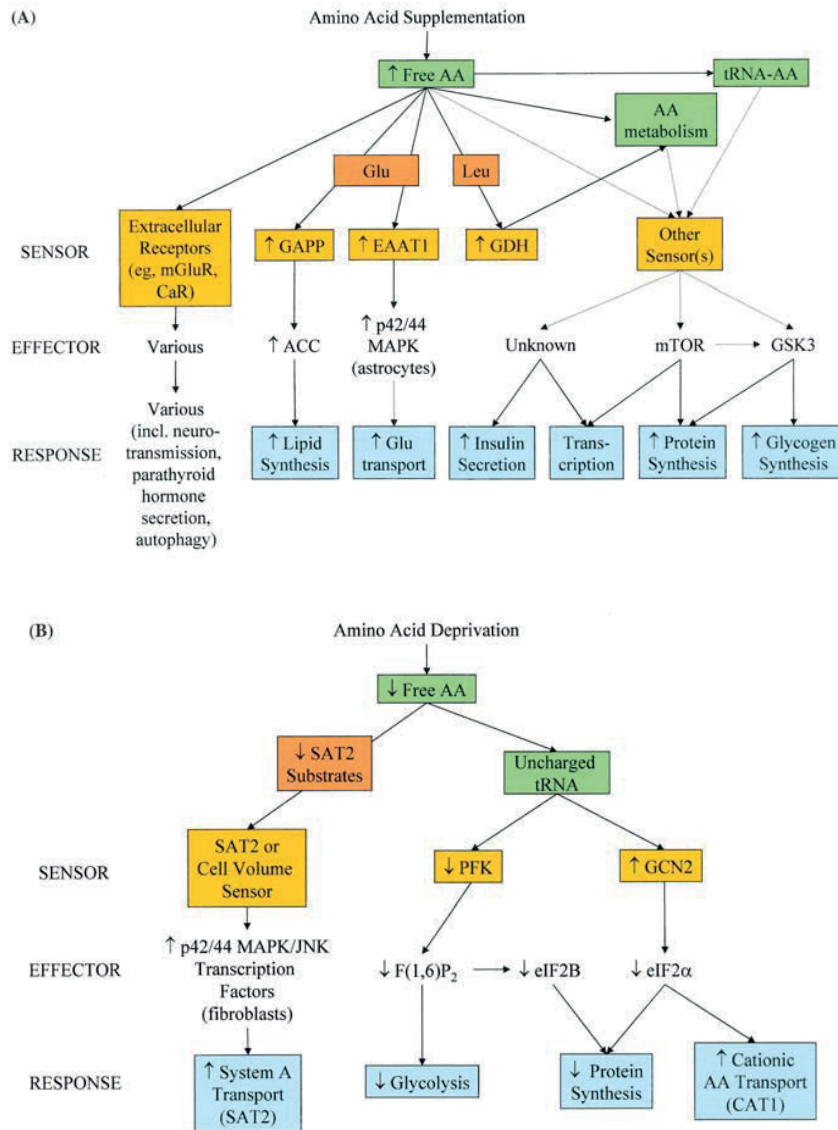 (A)
Amino Acid Supplementation
↑ Free AA
tRNA-AA
AA
metabolism
Glu
Leu
SENSOR
Extracellular
Receptors
(eg, mGluR,
CaR)
↑ GAPP
↑ EAAT1
↑ GDH
Other
Sensor(s)
EFFECTOR
Various
↑ ACC
↑ p42/44
MAPK
(astrocytes)
Unknown
mTOR
GSK3
RESPONSE
Various
(incl. neuro-
transmission,
parathyroid
hormone
secretion,
autophagy)
↑ Lipid
Synthesis
↑ Glu
transport
↑ Insulin
Secretion
Trans-
cription
↑ Protein
Synthesis
↑ Glycogen
Synthesis
(B)
Amino Acid Deprivation
↓ Free AA
↓ SAT2
Substrates
Uncharged
tRNA
SENSOR
SAT2 or
Cell Volume
Sensor
↓ PFK
↑ GCN2
EFFECTOR
↑ p42/44 MAPK/JNK
Transcription
Factors
(fibroblasts)
↓ F(1,6)P₂
↓ eIF2B
↓ eIF2α
RESPONSE
↑ System A
Transport
(SAT2)
↓ Glycolysis
↓ Protein
Synthesis
↑ Cationic
AA Transport
(CAT1)